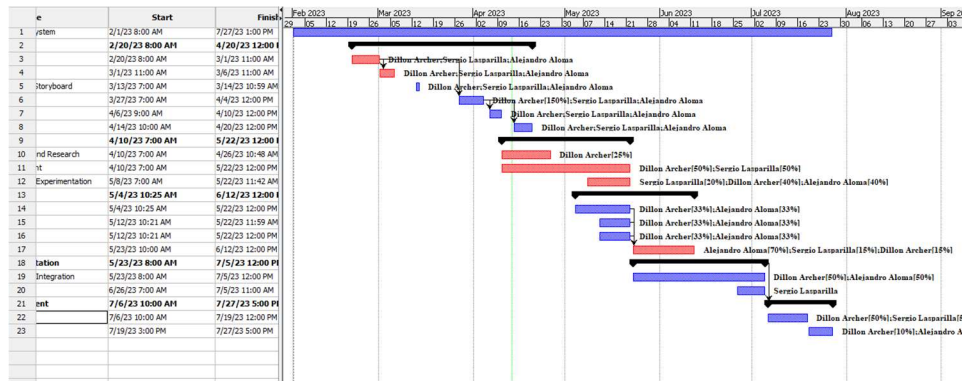 e Start Finish
Feb 2023 Mar 2023 Apr 2023 May 2023 Jun 2023 Jul 2023 Aug 2023 Sep 20
29 05 12 19 26 05 12 19 26 02 09 16 23 30 07 14 21 28 04 11 18 25 02 09 16 23 30 06 13 20 27 03
1 ystem 2/1/23 8:00 AM 7/27/23 1:00 PM
2 2/20/23 8:00 AM 4/20/23 12:00
3 2/20/23 8:00 AM 3/1/23 11:00 AM Dillon Archer;Sergio Lasparilla;Alejandro Aloma
4 3/1/23 11:00 AM 3/6/23 11:00 AM Dillon Archer;Sergio Lasparilla;Alejandro Aloma
5 Storyboard 3/13/23 7:00 AM 3/14/23 10:59 AM Dillon Archer;Sergio Lasparilla;Alejandro Aloma
6 3/27/23 7:00 AM 4/4/23 12:00 PM Dillon Archer[150%];Sergio Lasparilla;Alejandro Aloma
7 4/6/23 9:00 AM 4/10/23 12:00 PM Dillon Archer;Sergio Lasparilla;Alejandro Aloma
8 4/14/23 10:00 AM 4/20/23 12:00 PM Dillon Archer;Sergio Lasparilla;Alejandro Aloma
9 4/10/23 7:00 AM 5/22/23 12:00
10 nd Research 4/10/23 7:00 AM 4/26/23 10:48 AM Dillon Archer[25%]
11 nt 4/10/23 7:00 AM 5/22/23 12:00 PM Dillon Archer[50%];Sergio Lasparilla[50%]
12 Experimentation 5/8/23 7:00 AM 5/22/23 11:42 AM Sergio Lasparilla[20%];Dillon Archer[40%];Alejandro Aloma[40%]
13 5/4/23 10:25 AM 6/12/23 12:00
14 5/4/23 10:25 AM 5/22/23 12:00 PM Dillon Archer[33%];Alejandro Aloma[33%]
15 5/12/23 10:21 AM 5/22/23 11:59 AM Dillon Archer[33%];Alejandro Aloma[33%]
16 5/12/23 10:21 AM 5/22/23 12:00 PM Dillon Archer[33%];Alejandro Aloma[33%]
17 5/23/23 10:00 AM 6/12/23 12:00 PM Alejandro Aloma[70%];Sergio Lasparilla[15%];Dillon Archer[15%]
18 tation 5/23/23 8:00 AM 7/5/23 12:00 PM
19 Integration 5/23/23 8:00 AM 7/5/23 12:00 PM Dillon Archer[50%];Alejandro Aloma[50%]
20 6/26/23 7:00 AM 7/5/23 11:00 AM Sergio Lasparilla
21 ent 7/6/23 10:00 AM 7/27/23 5:00 P
22 7/6/23 10:00 AM 7/19/23 12:00 PM Dillon Archer[50%];Sergio Lasparilla[5
23 7/19/23 3:00 PM 7/27/23 5:00 PM Dillon Archer[10%];Alejandro A